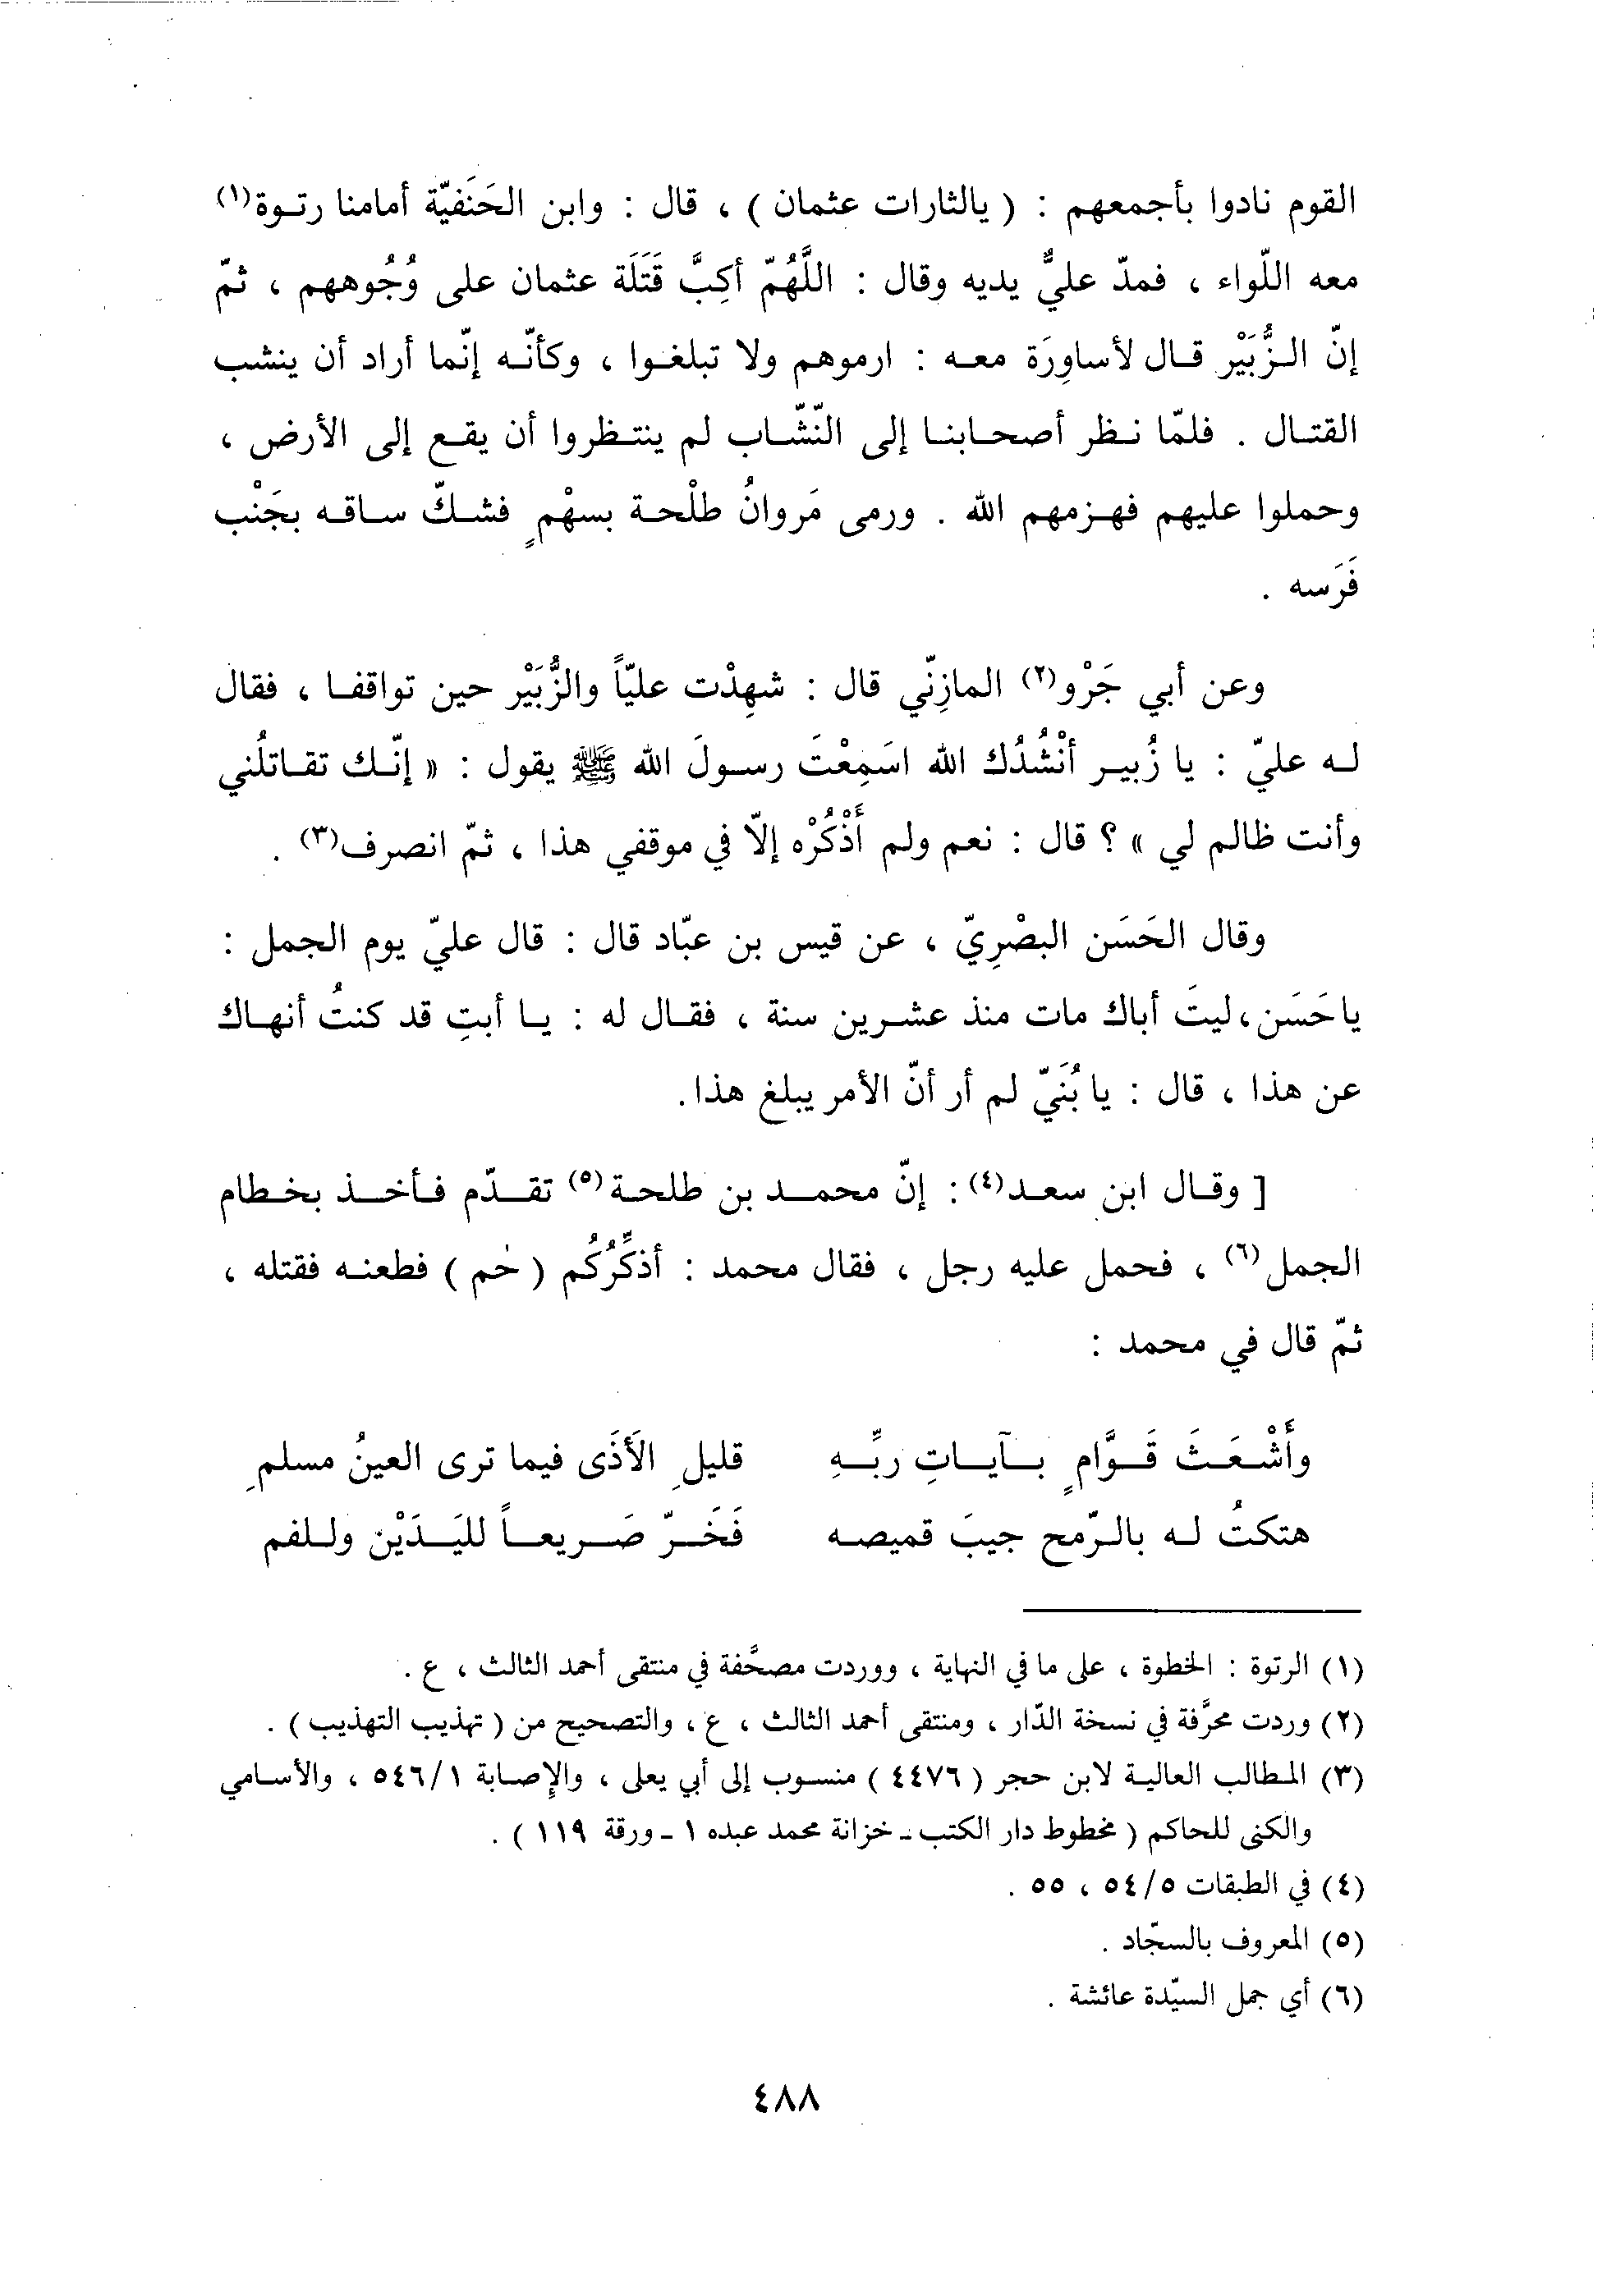 القوم نادوا بأجمعهم : ( يالثارات عثمان ) ، قال : وابن الحَنَفيّة أمامنا رتوة(١)
معه اللّواء ، فمدّ عليٌّ يديه وقال : اللَّهُمّ أكِبَّ قَتَلَة عثمان على وُجُوههم ، ثمّ
إنّ الزُّبَيْر قال لأساوِرَة معه : ارموهم ولا تبلغوا ، وكأنّه إنّما أراد أن ينشب
القتال . فلمّا نظر أصحابنا إلى النّشّاب لم ينتظروا أن يقع إلى الأرض ،
وحملوا عليهم فهزمهم الله . ورمى مَروانُ طلْحة بسهْمٍ فشكّ ساقه بجَنْب
فَرَسه .
وعن أبي جَرْو(٢) المازِنّي قال : شهِدْت عليّاً والزُّبَيْر حين تواقفا ، فقال
له عليّ : يا زُبير أنْشُدُك الله اسَمِعْتَ رسولَ الله ﷺ يقول : « إنّك تقاتلُني
وأنت ظالم لي » ؟ قال : نعم ولم أَذْكُرْه إلاّ في موقفي هذا ، ثمّ انصرف(٣) .
وقال الحَسَن البصْرِيّ ، عن قيس بن عبّاد قال : قال عليّ يوم الجمل :
يا حَسَن ، ليتَ أباك مات منذ عشرين سنة ، فقال له : يا أبتِ قد كنتُ أنهاك
عن هذا ، قال : يا بُنَيّ لم أر أنّ الأمر يبلغ هذا .
[ وقال ابن سعد(٤) : إنّ محمد بن طلحة(٥) تقدّم فأخذ بخطام
الجمل(٦) ، فحمل عليه رجل ، فقال محمد : أذكِّرُكُم ( حٰم ) فطعنه فقتله ،
ثمّ قال في محمد :
وأَشْعَثَ قَوَّامٍ بآياتِ ربِّهِ قليلِ الأَذَى فيما ترى العينُ مسلمِ
هتكتُ له بالرّمح جيبَ قميصه فَخَرّ صَريعاً لليَدَيْن وللفم
(١) الرتوة : الخطوة ، على ما في النهاية ، ووردت مصحَّفة في منتقى أحمد الثالث ، ع .
(٢) وردت محرَّفة في نسخة الدّار ، ومنتقى أحمد الثالث ، ع ، والتصحيح من ( تهذيب التهذيب ) .
(٣) المطالب العالية لابن حجر ( ٤٤٧٦ ) منسوب إلى أبي يعلى ، والإصابة ٥٤٦/١ ، والأسامي
والكنى للحاكم ( مخطوط دار الكتب - خزانة محمد عبده ١ - ورقة ١١٩ ) .
(٤) في الطبقات ٥٤/٥ ، ٥٥ .
(٥) المعروف بالسجّاد .
(٦) أي جمل السيّدة عائشة .
٤٨٨